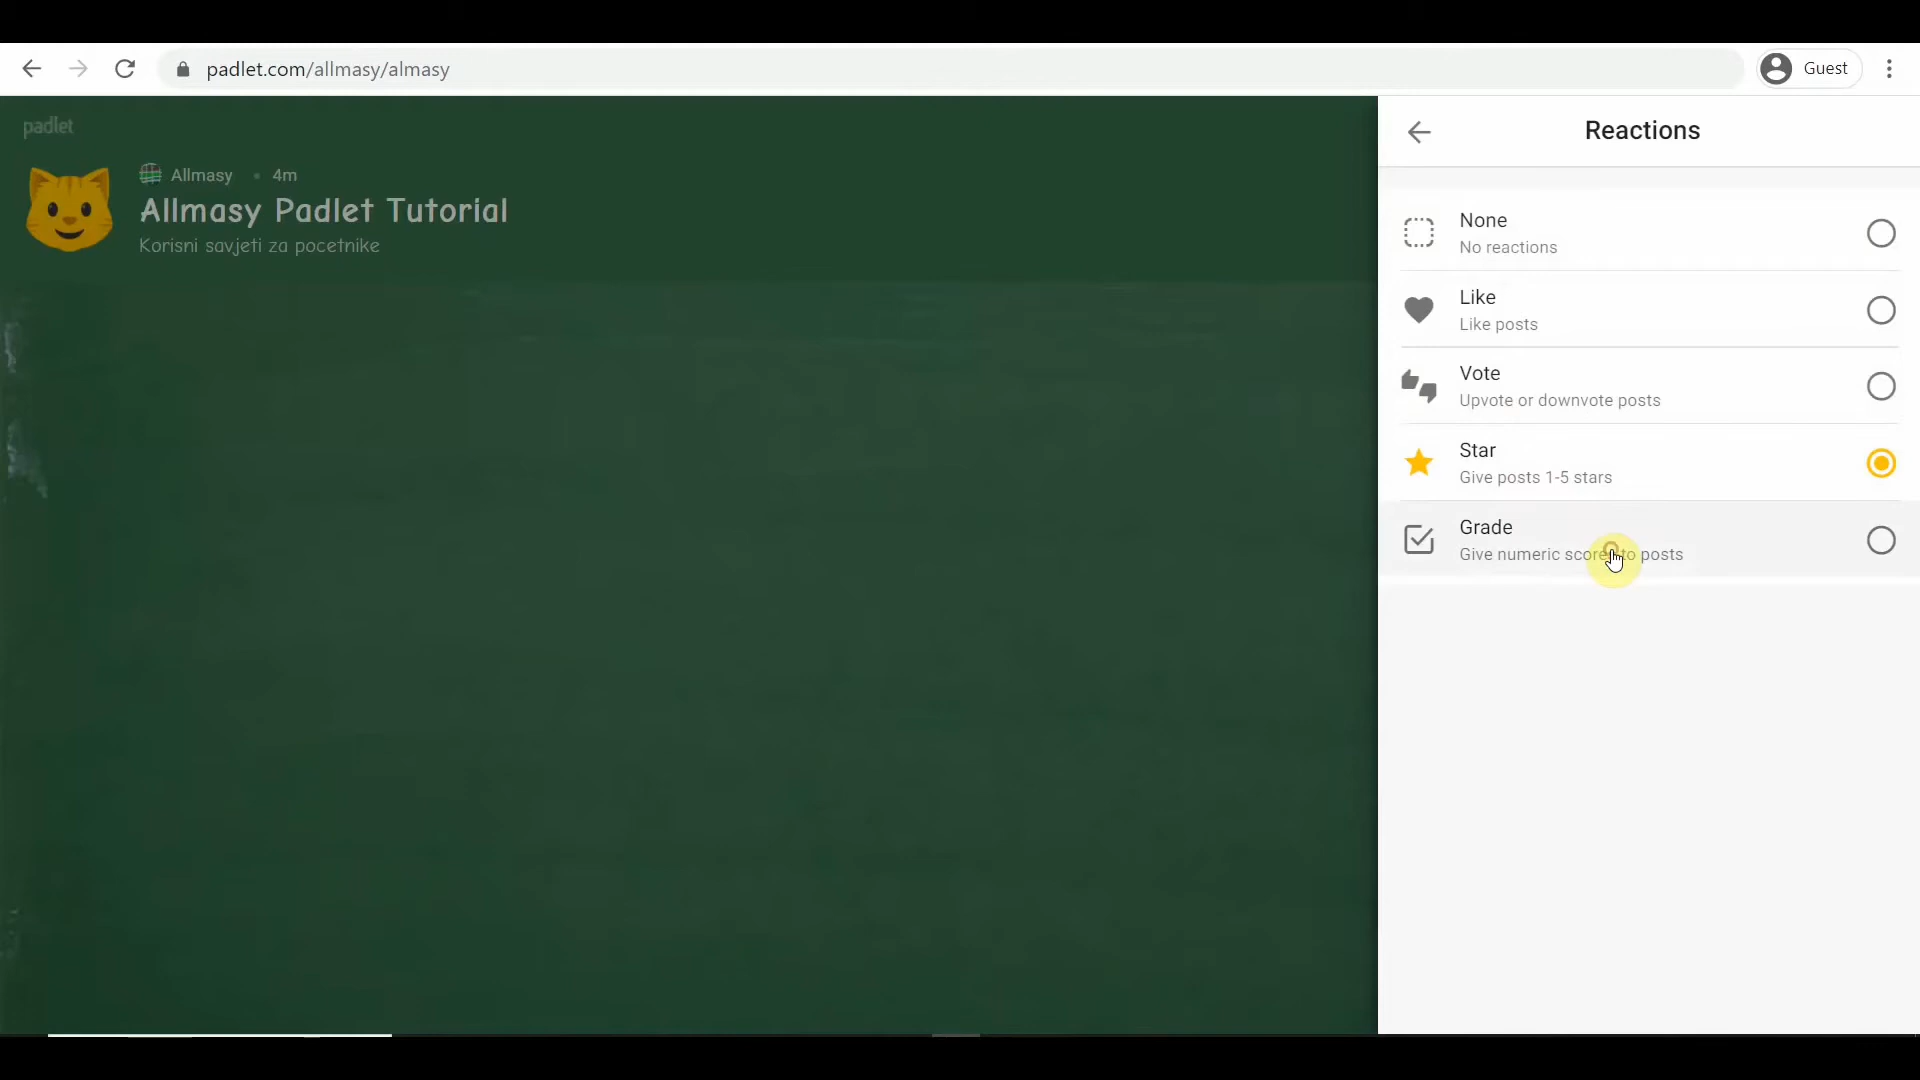 padlet.com/allmasy/almasy
Guest
padlet
Allmasy • 4m
Allmasy Padlet Tutorial
Korisni savjeti za pocetnike
Reactions
None
No reactions
Like
Like posts
Vote
Upvote or downvote posts
Star
Give posts 1-5 stars
Grade
Give numeric scores to posts